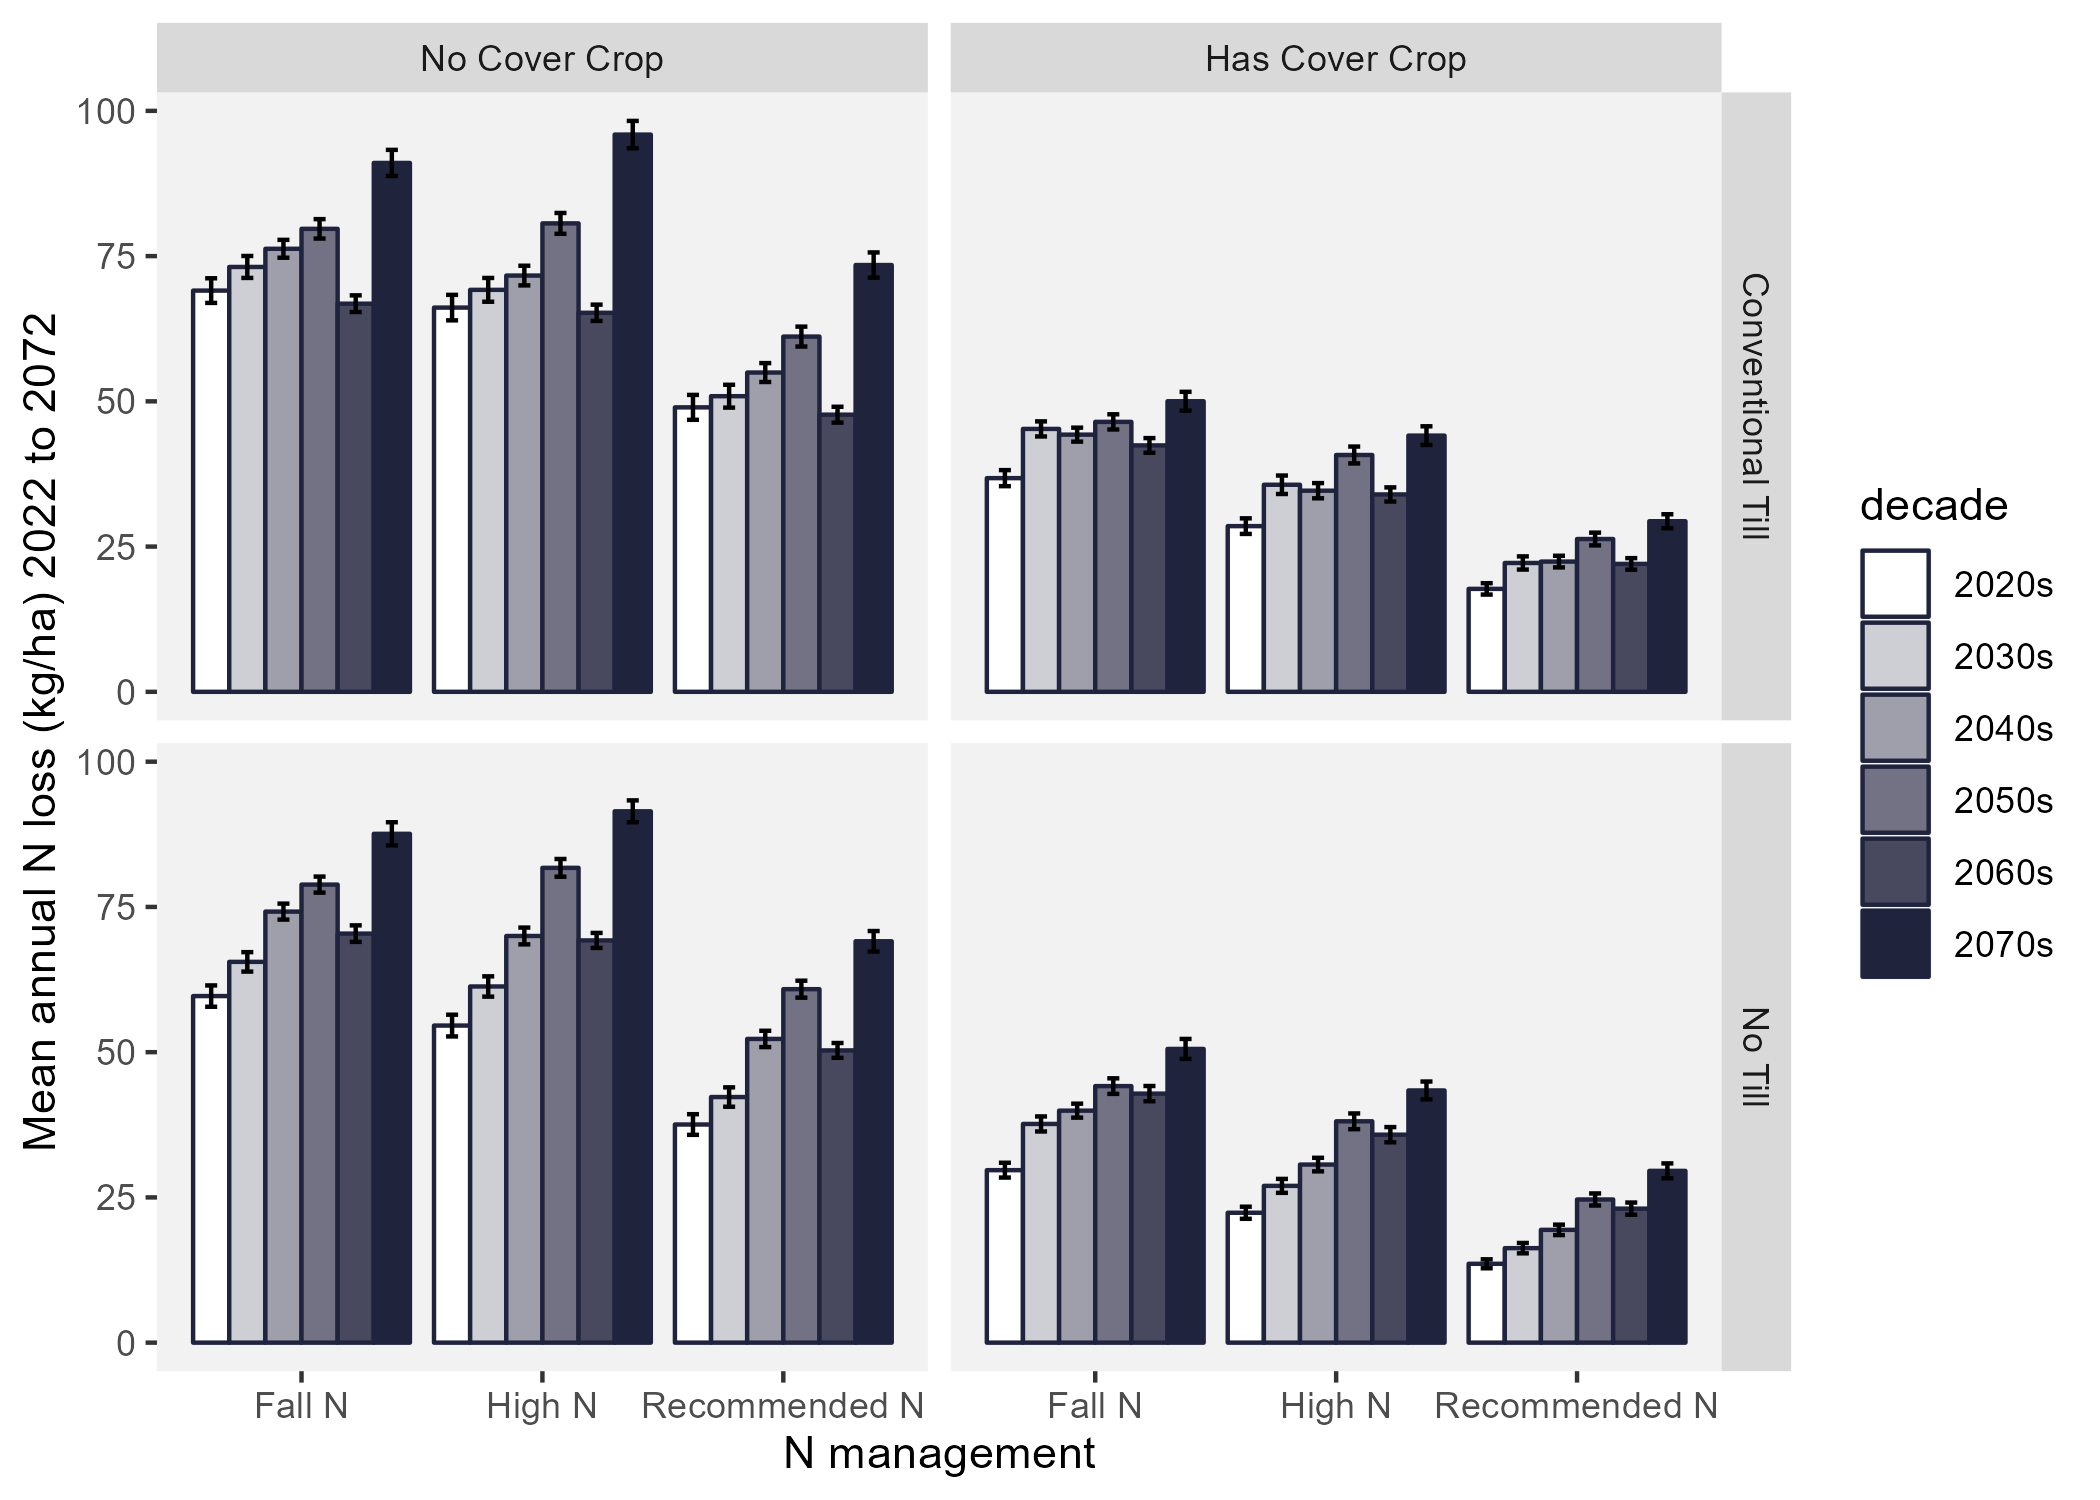 No Cover Crop
Has Cover Crop
Conventional Till
No Till
Mean annual N loss (kg/ha) 2022 to 2072
100
75
50
25
0
100
75
50
25
0
Fall N
High N
Recommended N
Fall N
High N
Recommended N
N management
decade
2020s
2030s
2040s
2050s
2060s
2070s